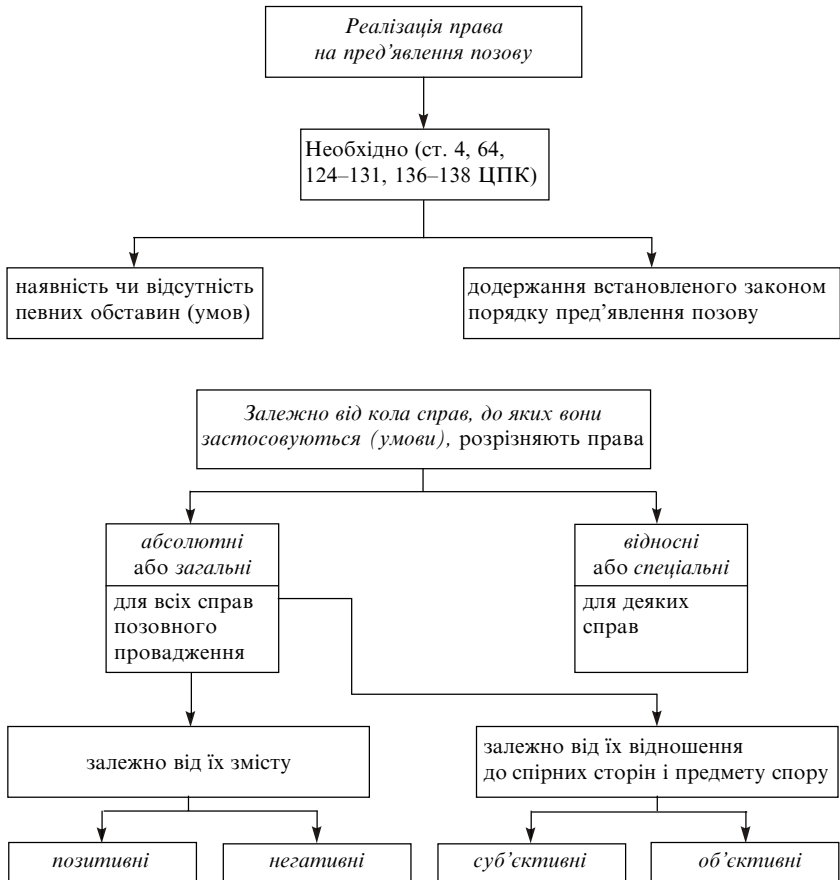 Реалізація права
на пред’явлення позову
Необхідно (ст. 4, 64,
124–131, 136–138 ЦПК)
наявність чи відсутність
певних обставин (умов)
додержання встановленого законом
порядку пред’явлення позову
Залежно від кола справ, до яких вони
застосовуються (умови), розрізняють права
абсолютні
або загальні
для всіх справ
позовного
провадження
відносні
або спеціальні
для деяких
справ
залежно від їх змісту
залежно від їх відношення
до спірних сторін і предмету спору
позитивні
негативні
суб’єктивні
об’єктивні